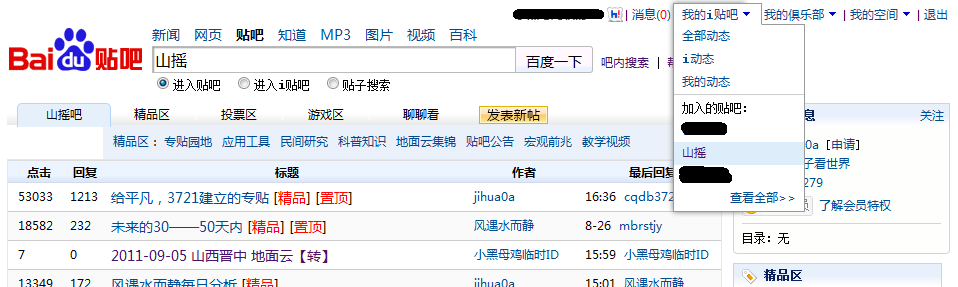 消息(0) | 我的i贴吧 我的俱乐部 | 我的空间 | 退出
Bai du 贴吧
新闻 网页 贴吧 知道 MP3 图片 视频 百科
山摇 百度一下 吧内搜索 |
进入贴吧 进入i贴吧 贴子搜索
全部动态
i动态
我的动态
加入的贴吧:
山摇
查看全部>>
山摇吧 精品区 投票区 游戏区 聊聊看 发表新帖
精品区： 专贴园地 应用工具 民间研究 科普知识 地面云集锦 贴吧公告 宏观前兆 教学视频
点击 回复 标题 作者 最后回复
53033 1213 给平凡，3721建立的专贴 [精品] [置顶] jihua0a 16:36 cqdb372
18582 232 未来的30——50天内 [精品] [置顶] 风遇水而静 8-26 mbrstjy
7 0 2011-09-05 山西晋中 地面云【转】 小黑母鸡临时ID 15:59 小黑母鸡临时ID
13349 172 风遇水而静每日分析 [精品] jihua0a 15:01 风遇水而静
息 关注
0a [申请]
子看世界
279
员 了解会员特权
目录：无
精品区